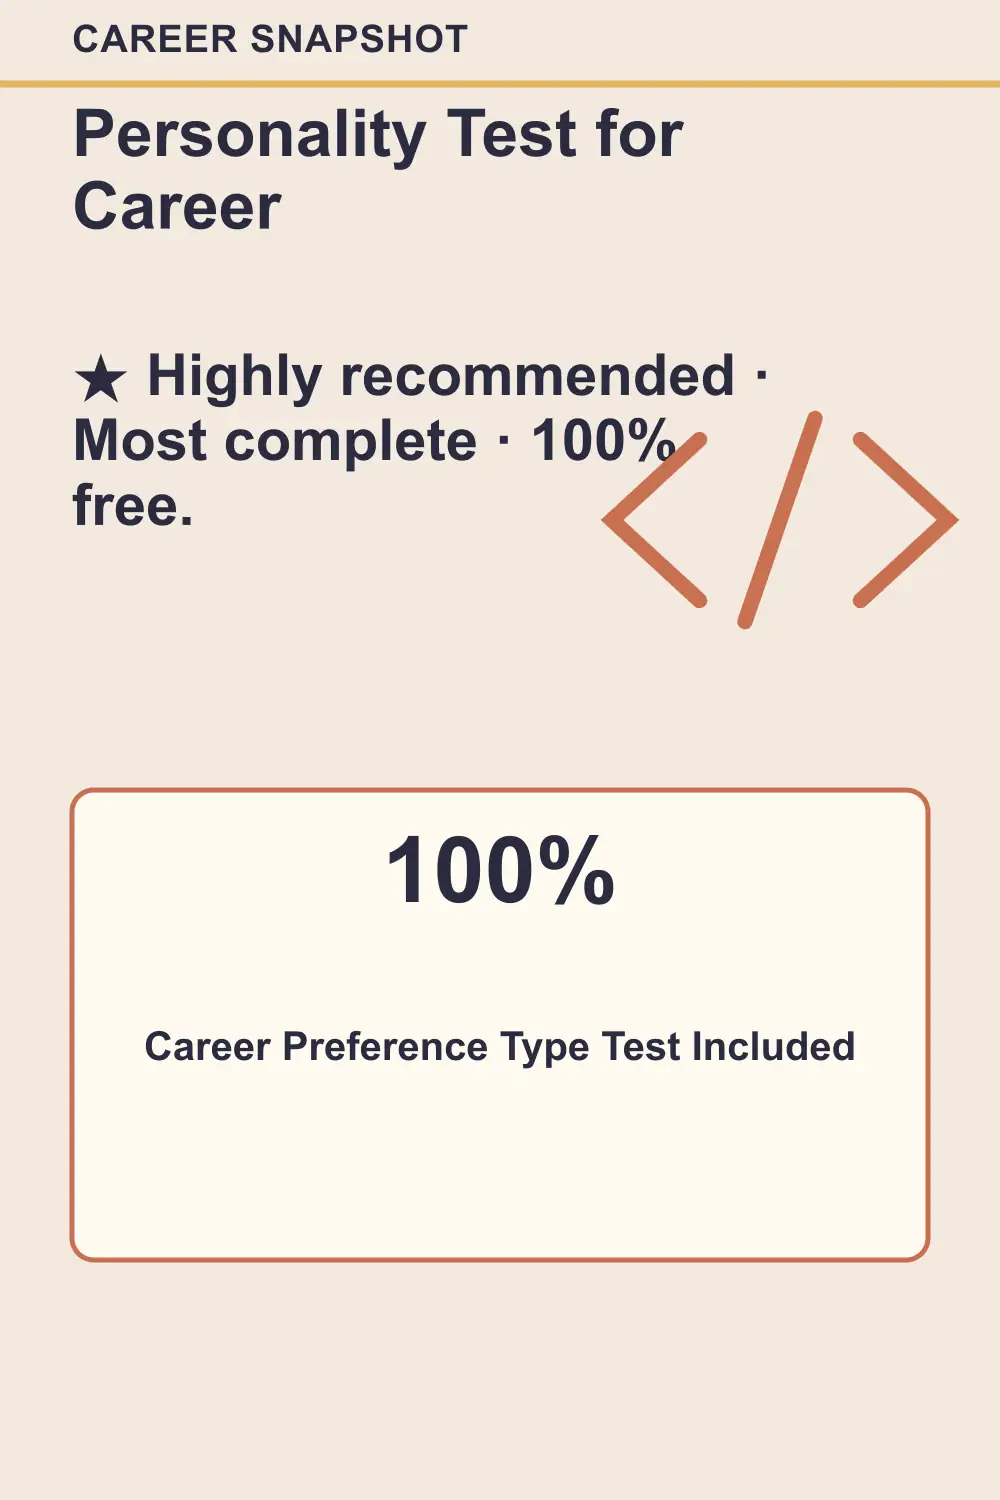 CAREER SNAPSHOT
Personality Test for
Career
★ Highly recommended ·
Most complete · 100%
free.
100%
Career Preference Type Test Included